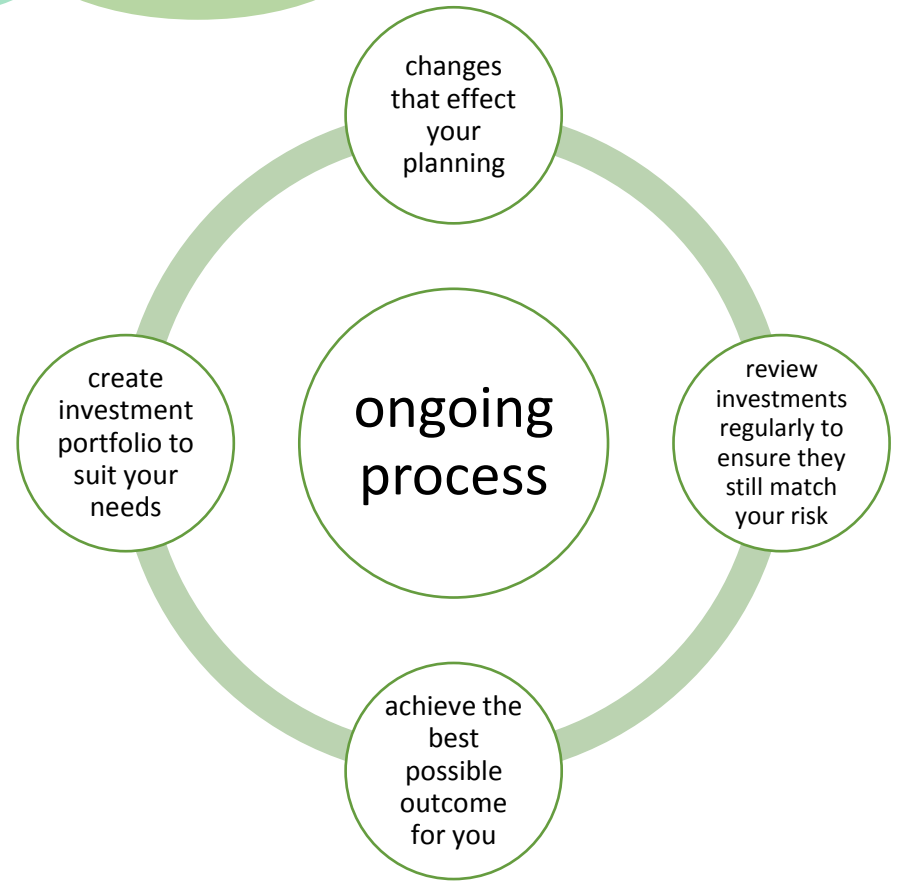 changes
that effect
your
planning
create
investment
portfolio to
suit your
needs
ongoing
process
review
investments
regularly to
ensure they
still match
your risk
achieve the
best
possible
outcome
for you